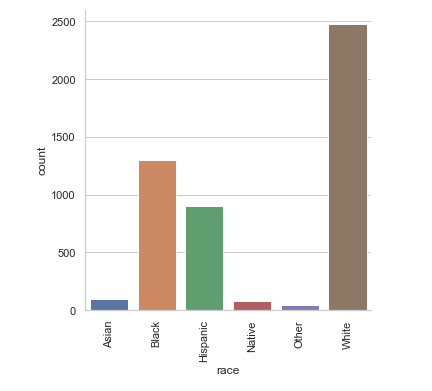 2500
2000
1500
1000
500
0
count
Asian
Black
Hispanic
Native
Other
White
race